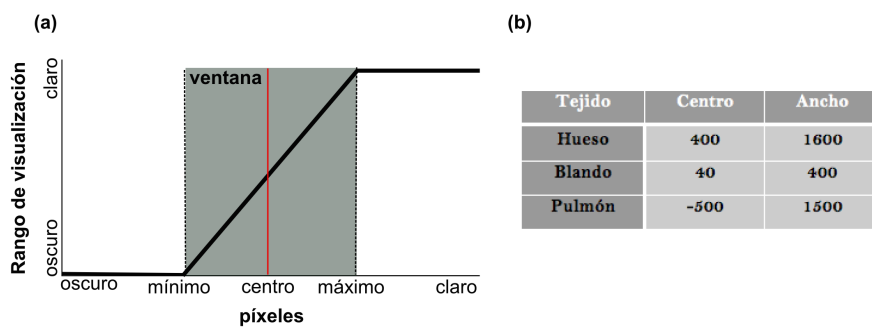 (a)
ventana
claro
Rango de visualización
oscuro
oscuro
mínimo
centro
máximo
claro
píxeles
(b)
Tejido Centro Ancho
Hueso 400 1600
Blando 40 400
Pulmón -500 1500